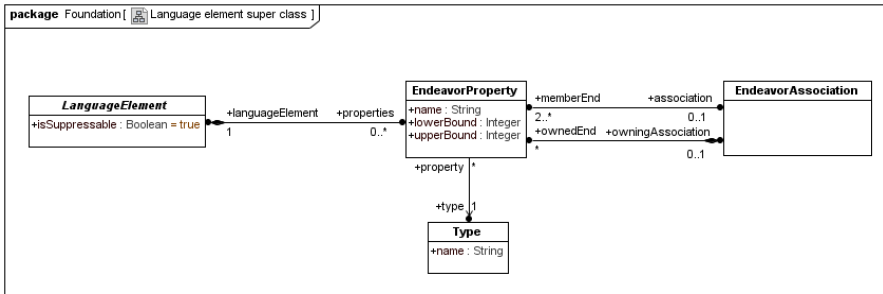 package Foundation [ Language element super class ]
LanguageElement
+isSuppressable : Boolean = true
+languageElement
1
+properties
0..*
EndeavorProperty
+name : String
+lowerBound : Integer
+upperBound : Integer
+memberEnd
2..*
+association
0..1
+ownedEnd
*
+owningAssociation
0..1
EndeavorAssociation
+property
*
+type
1
Type
+name : String